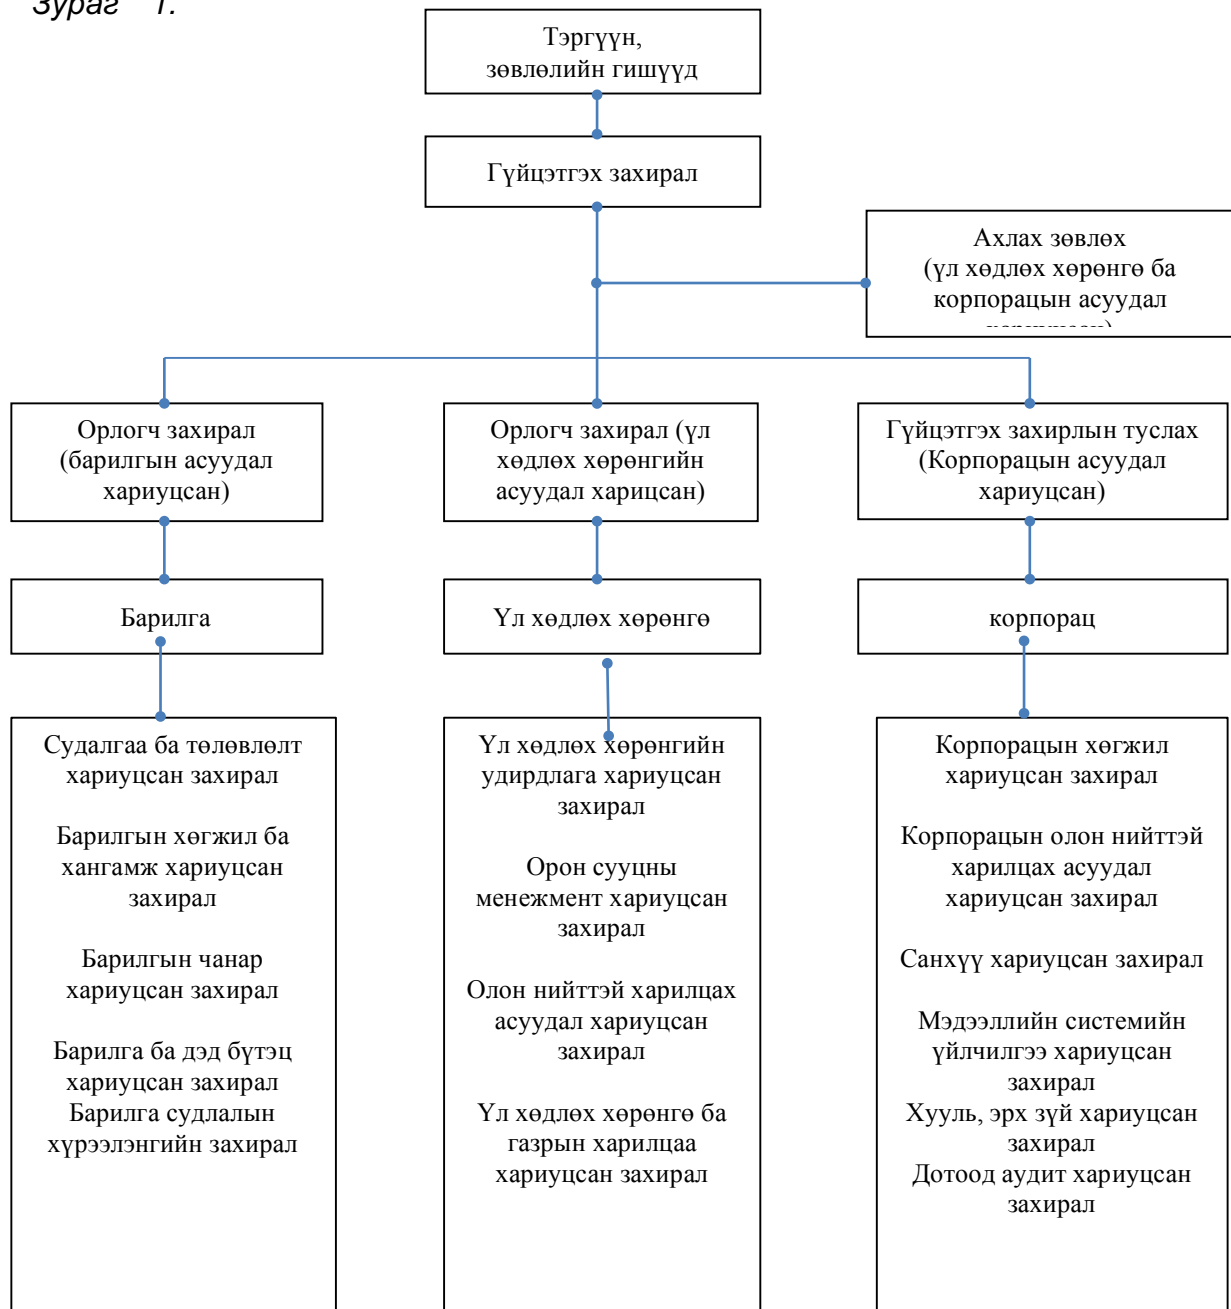 Зураг 1.
Тэргүүн,
зөвлөлийн гишүүд
Гүйцэтгэх захирал
Ахлах зөвлөх
(үл хөдлөх хөрөнгө ба
корпорацын асуудал
Орлогч захирал
(барилгын асуудал
хариуцсан)
Орлогч захирал (үл
хөдлөх хөрөнгийн
асуудал харицсан)
Гүйцэтгэх захирлын туслах
(Корпорацын асуудал
хариуцсан)
Барилга
Үл хөдлөх хөрөнгө
корпорац
Судалгаа ба төлөвлөлт
хариуцсан захирал
Барилгын хөгжил ба
хангамж хариуцсан
захирал
Барилгын чанар
хариуцсан захирал
Барилга ба дэд бүтэц
хариуцсан захирал
Барилга судлалын
хүрээлэнгийн захирал
Үл хөдлөх хөрөнгийн
удирдлага хариуцсан
захирал
Орон сууцны
менежмент хариуцсан
захирал
Олон нийттэй харилцах
асуудал хариуцсан
захирал
Үл хөдлөх хөрөнгө ба
газрын харилцаа
хариуцсан захирал
Корпорацын хөгжил
хариуцсан захирал
Корпорацын олон нийттэй
харилцах асуудал
хариуцсан захирал
Санхүү хариуцсан захирал
Мэдээллийн системийн
үйлчилгээ хариуцсан
захирал
Хууль, эрх зүй хариуцсан
захирал
Дотоод аудит хариуцсан
захирал